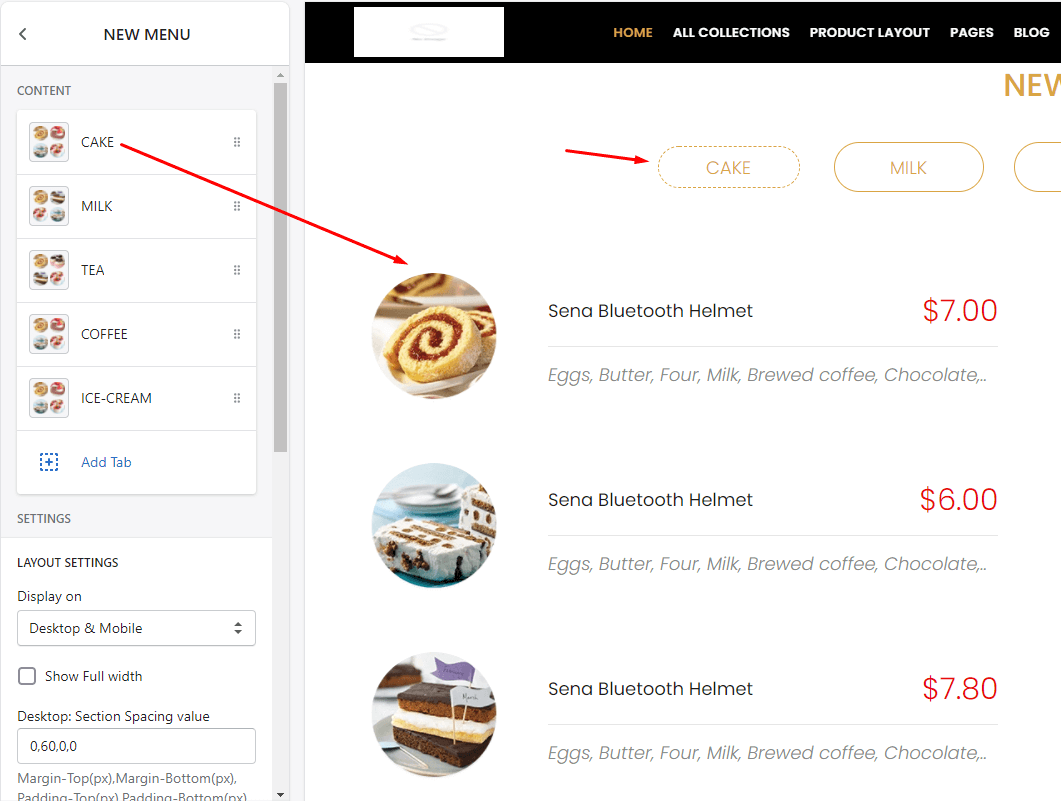 NEW MENU
CONTENT
CAKE
MILK
TEA
COFFEE
ICE-CREAM
Add Tab
SETTINGS
LAYOUT SETTINGS
Display on
Desktop & Mobile
Show Full width
Desktop: Section Spacing value
0,60,0,0
Margin-Top(px),Margin-Bottom(px),
Padding-Top(px),Padding-Bottom(px)
HOME ALL COLLECTIONS PRODUCT LAYOUT PAGES BLOG
NEW
CAKE MILK
Sena Bluetooth Helmet $7.00
Eggs, Butter, Four, Milk, Brewed coffee, Chocolate,..
Sena Bluetooth Helmet $6.00
Eggs, Butter, Four, Milk, Brewed coffee, Chocolate,..
Sena Bluetooth Helmet $7.80
Eggs, Butter, Four, Milk, Brewed coffee, Chocolate,..